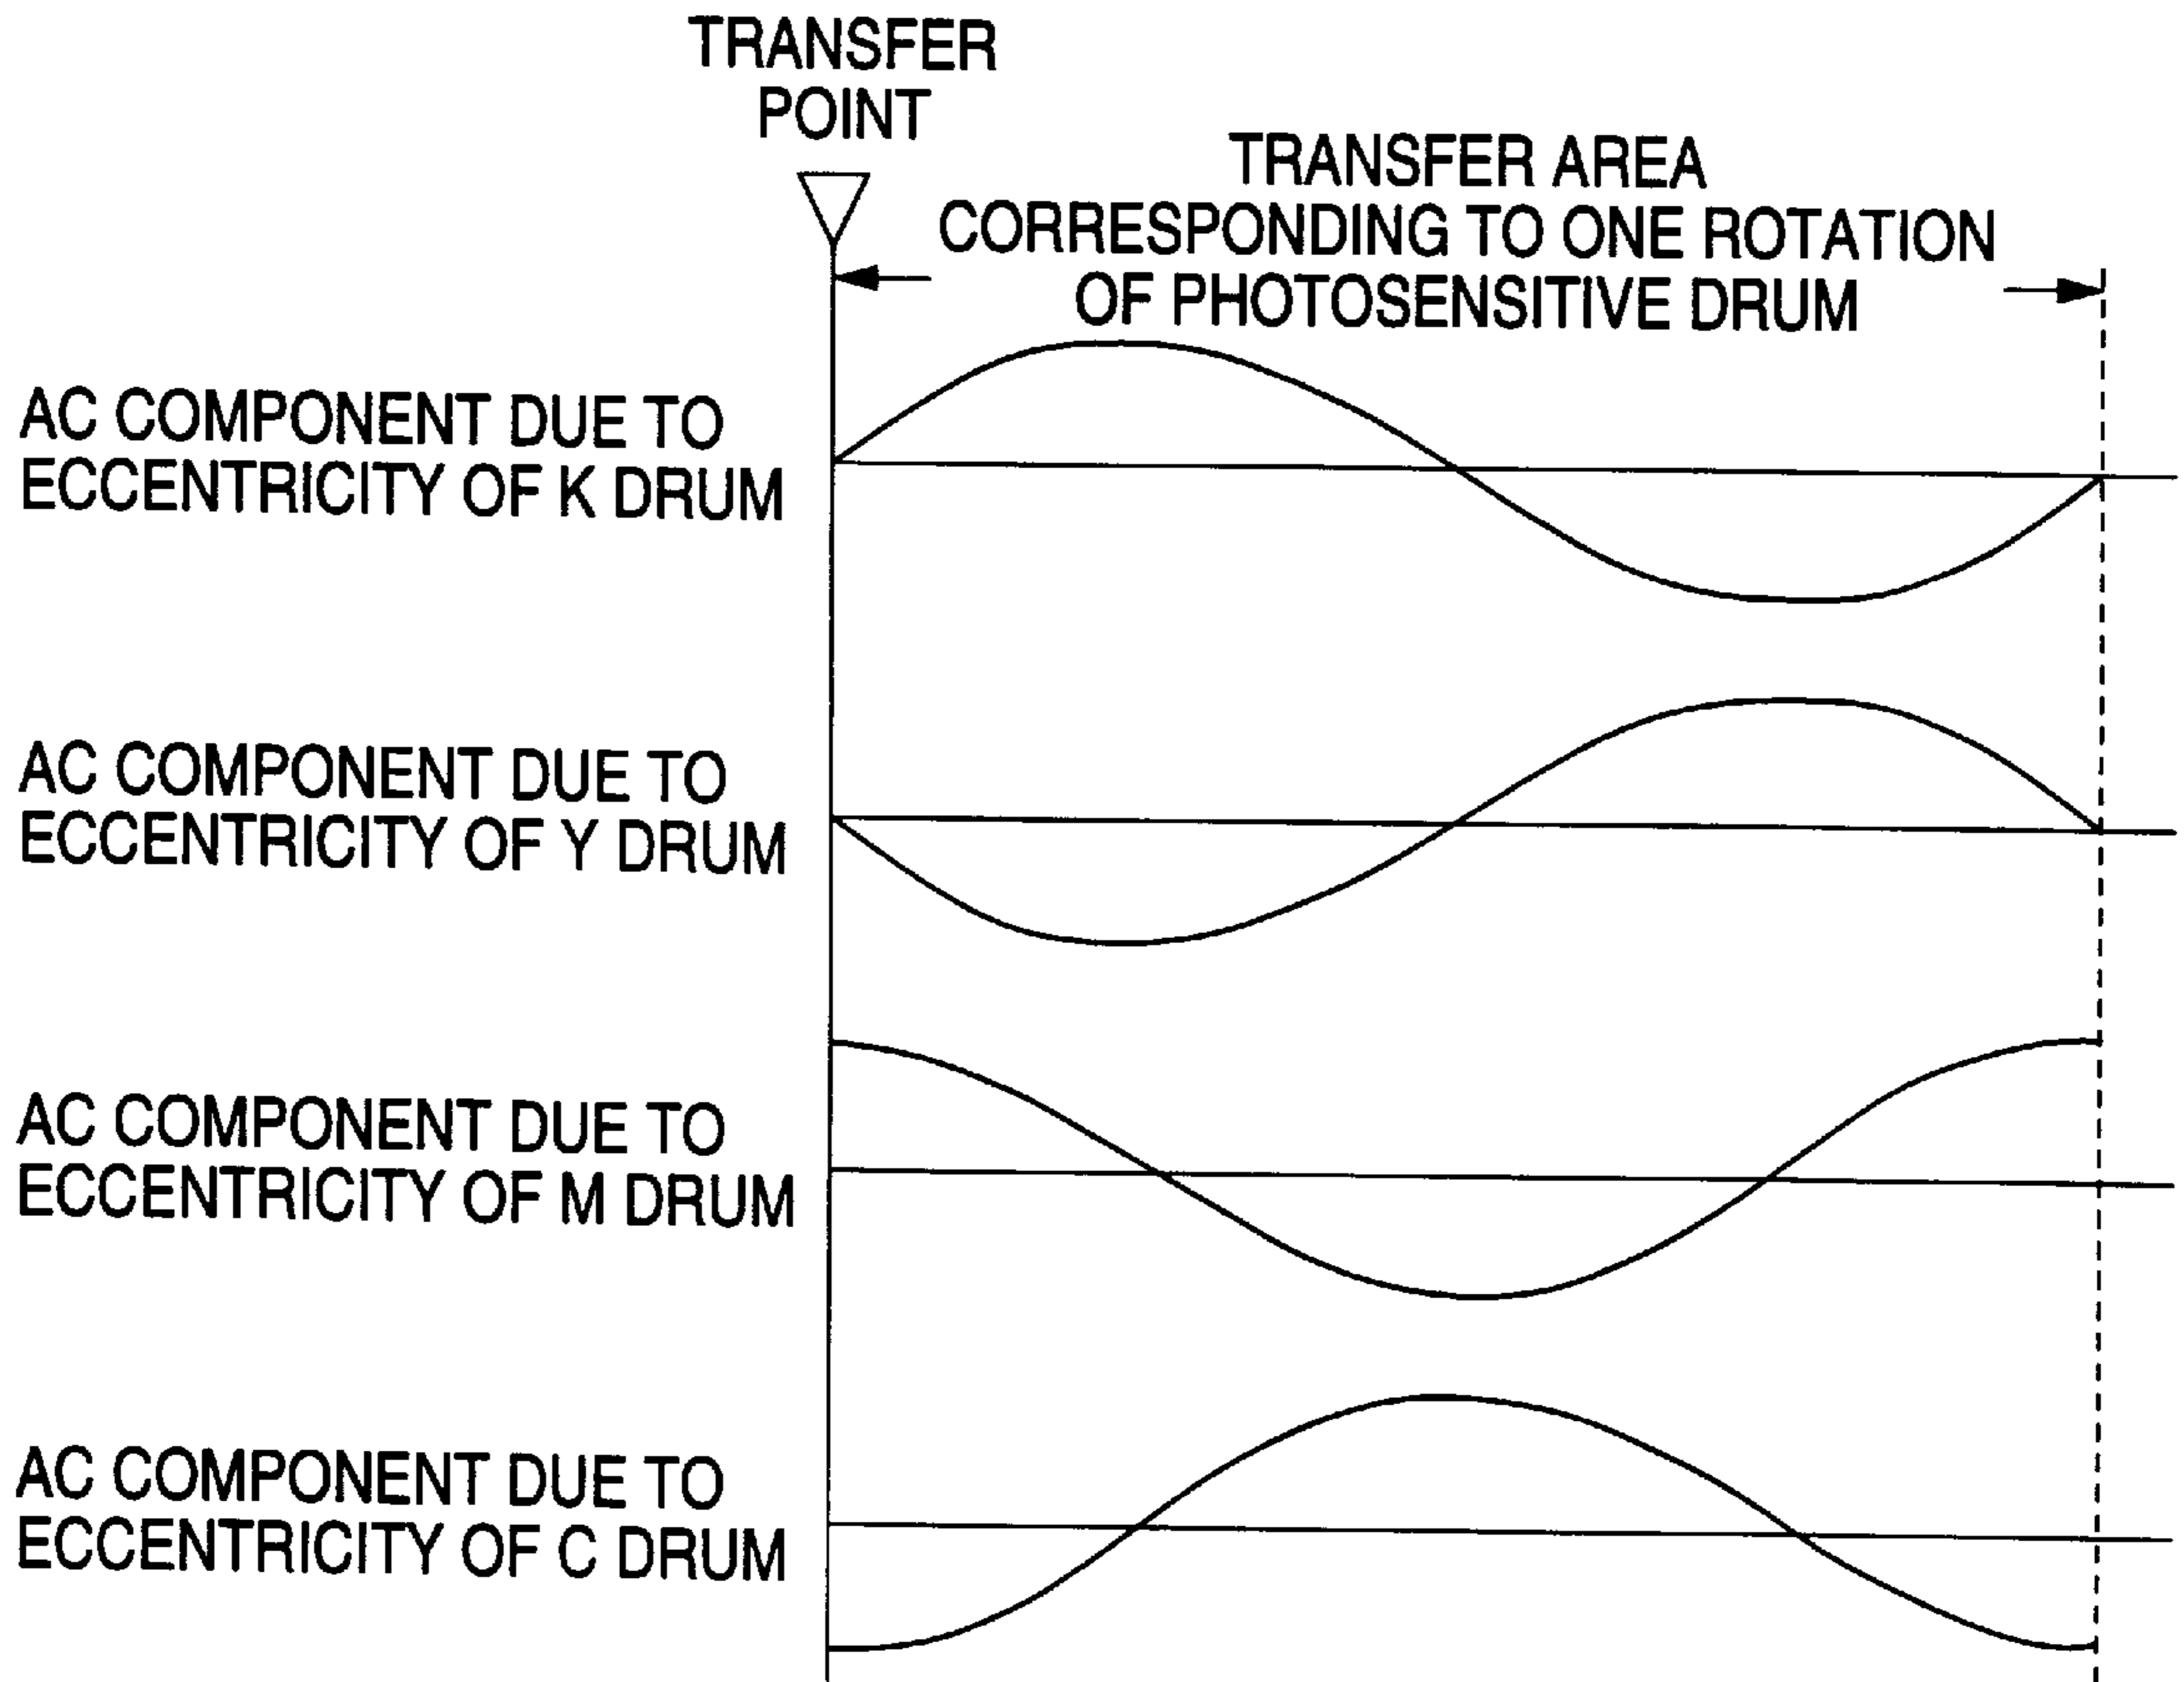 TRANSFER
POINT
TRANSFER AREA
CORRESPONDING TO ONE ROTATION
OF PHOTOSENSITIVE DRUM
AC COMPONENT DUE TO
ECCENTRICITY OF K DRUM
AC COMPONENT DUE TO
ECCENTRICITY OF Y DRUM
AC COMPONENT DUE TO
ECCENTRICITY OF M DRUM
AC COMPONENT DUE TO
ECCENTRICITY OF C DRUM